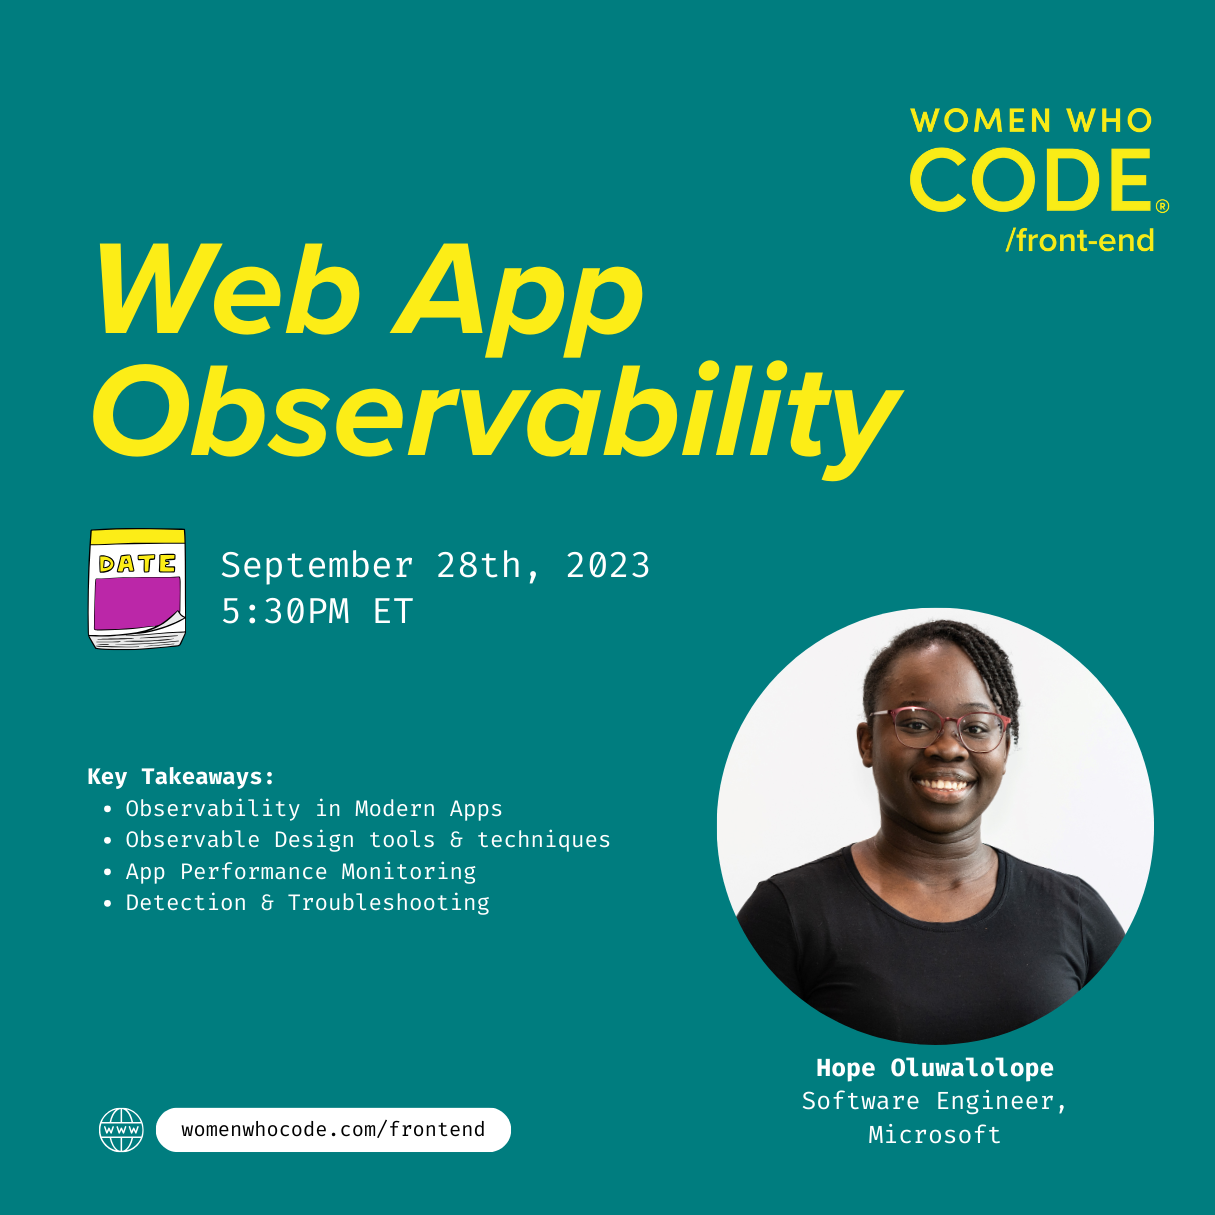 WOMEN WHO
CODE®
/front-end
Web App
Observability
DATE
September 28th, 2023
5:30PM ET
Key Takeaways:
• Observability in Modern Apps
• Observable Design tools & techniques
• App Performance Monitoring
• Detection & Troubleshooting
Hope Oluwalolope
Software Engineer,
Microsoft
www
womenwhocode.com/frontend